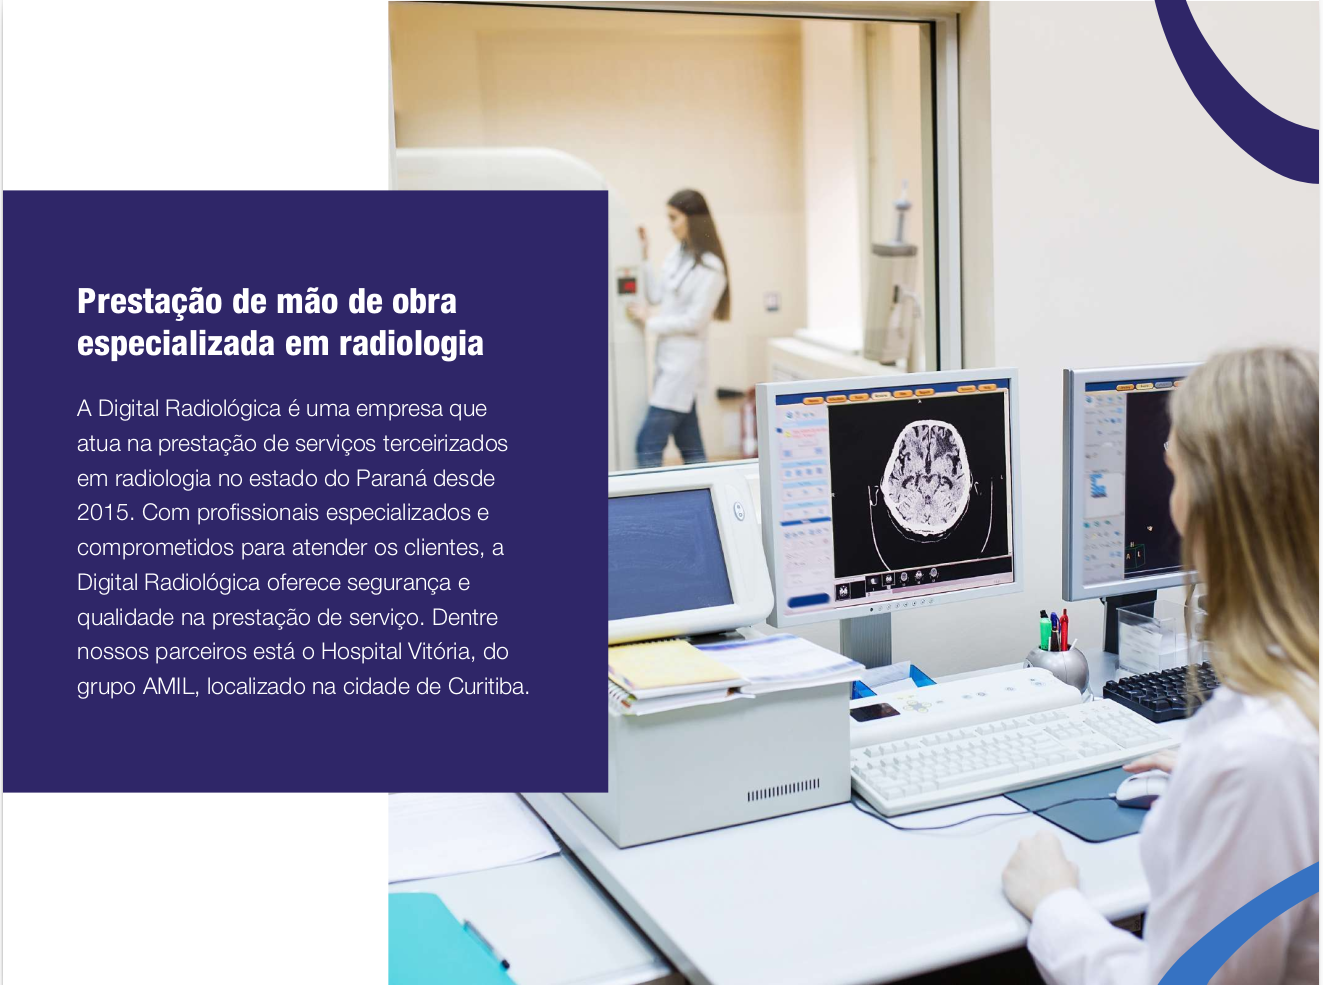 Prestação de mão de obra
especializada em radiologia
A Digital Radiológica é uma empresa que
atua na prestação de serviços terceirizados
em radiologia no estado do Paraná desde
2015. Com profissionais especializados e
comprometidos para atender os clientes, a
Digital Radiológica oferece segurança e
qualidade na prestação de serviço. Dentre
nossos parceiros está o Hospital Vitória, do
grupo AMIL, localizado na cidade de Curitiba.